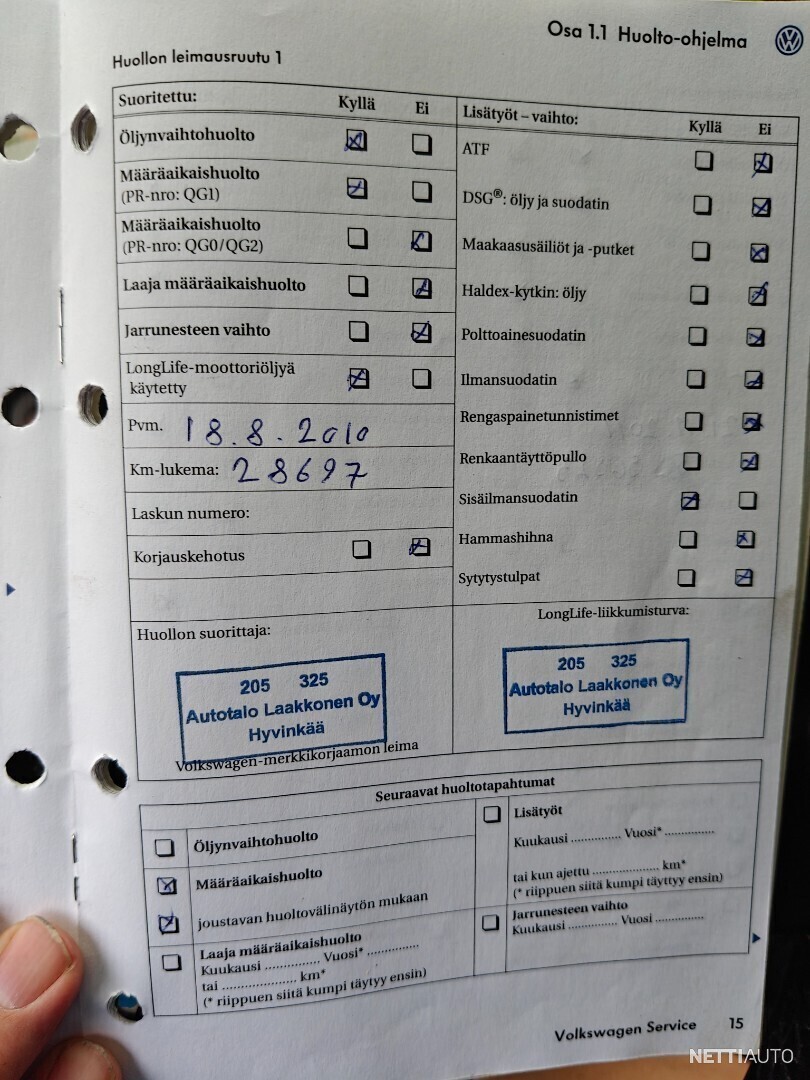 Osa 1.1 Huolto-ohjelma
Huollon leimausruutu 1
Suoritettu: Kyllä Ei
Öljynvaihtohuolto
Määräaikaishuolto
(PR-nro: QG1)
Määräaikaishuolto
(PR-nro: QG0/QG2)
Laaja määräaikaishuolto
Jarrunesteen vaihto
LongLife-moottoriöljyä
käytetty
Pvm. 18.8.2010
Km-lukema: 28697
Laskun numero:
Korjauskehotus
Huollon suorittaja:
205 325
Autotalo Laakkonen Oy
Hyvinkää
Volkswagen-merkkikorjaamon leima
Lisätyöt – vaihto: Kyllä Ei
ATF
DSG®: öljy ja suodatin
Maakaasusäiliöt ja -putket
Haldex-kytkin: öljy
Polttoainesuodatin
Ilmansuodatin
Rengaspainetunnistimet
Renkaantäyttöpullo
Sisäilmansuodatin
Hammashihna
Sytytystulpat
LongLife-liikkumisturva:
205 325
Autotalo Laakkonen Oy
Hyvinkää
Seuraavat huoltotapahtumat
Öljynvaihtohuolto
Määräaikaishuolto
joustavan huoltovälinäytön mukaan
Laaja määräaikaishuolto
Kuukausi .............. Vuosi* ..............
tai .................... km*
(* riippuen siitä kumpi täytyy ensin)
Lisätyöt
Kuukausi ............. Vuosi* .............
tai kun ajettu .................. km*
(* riippuen siitä kumpi täyttyy ensin)
Jarrunesteen vaihto
Kuukausi ............. Vuosi .............
Volkswagen Service 15
NETTIAUTO